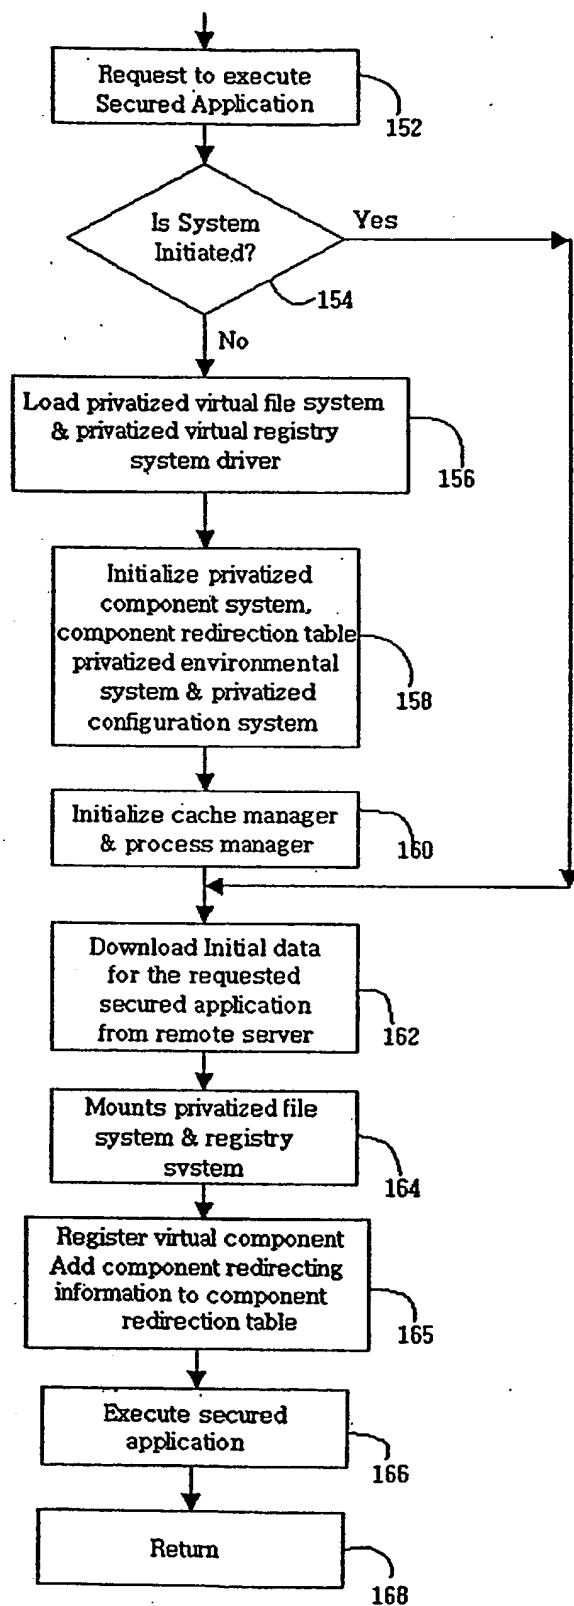 Request to execute
Secured Application
152
Is System
Initiated?
Yes
154
No
Load privatized virtual file system
& privatized virtual registry
system driver
156
Initialize privatized
component system,
component redirection table
privatized environmental
system & privatized
configuration system
158
Initialize cache manager
& process manager
160
Download Initial data
for the requested
secured application
from remote server
162
Mounts privatized file
system & registry
system
164
Register virtual component
Add component redirecting
information to component
redirection table
165
Execute secured
application
166
Return
168